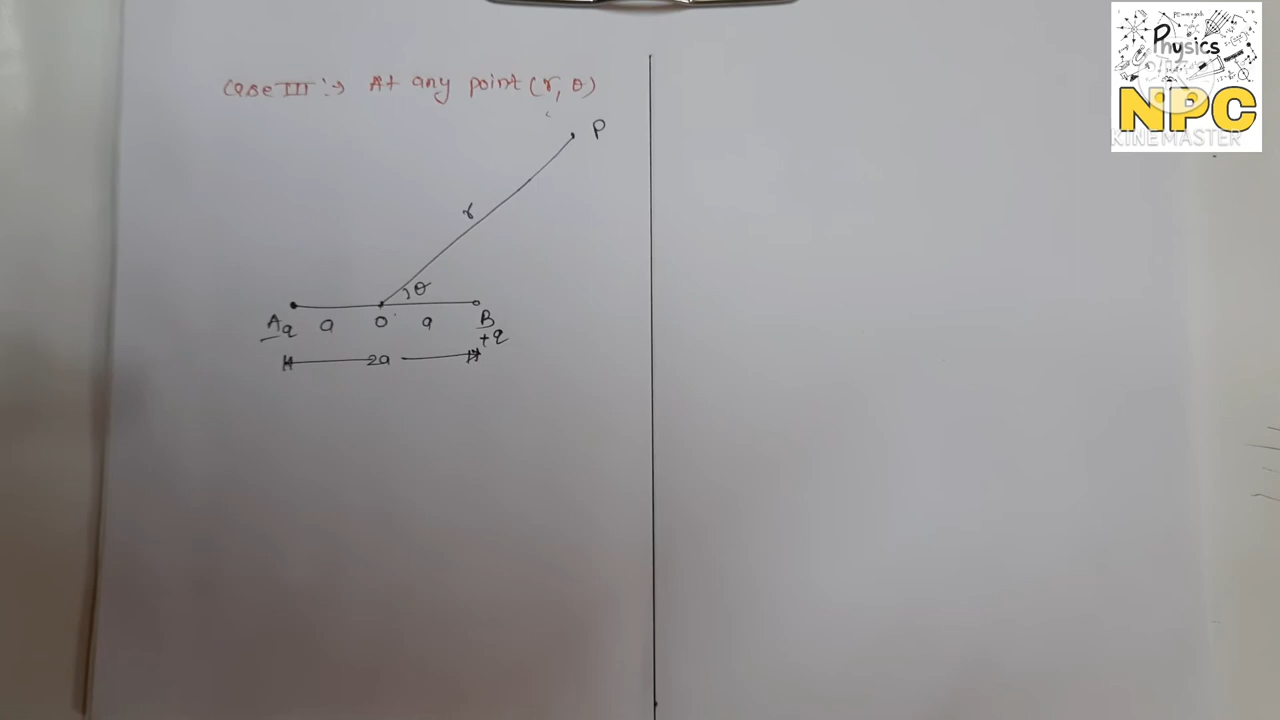 Case III :→ At any point (r, θ)
P
r
θ
A a O a B
-q +q
2a
Physics
NPC
KINEMASTER